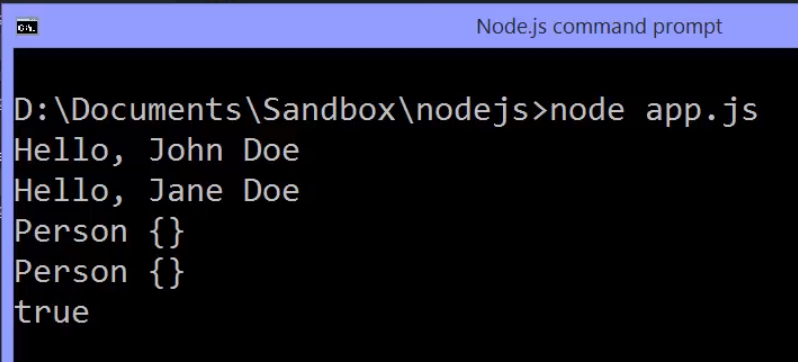 Node.js command prompt
D:\Documents\Sandbox\nodejs>node app.js
Hello, John Doe
Hello, Jane Doe
Person {}
Person {}
true